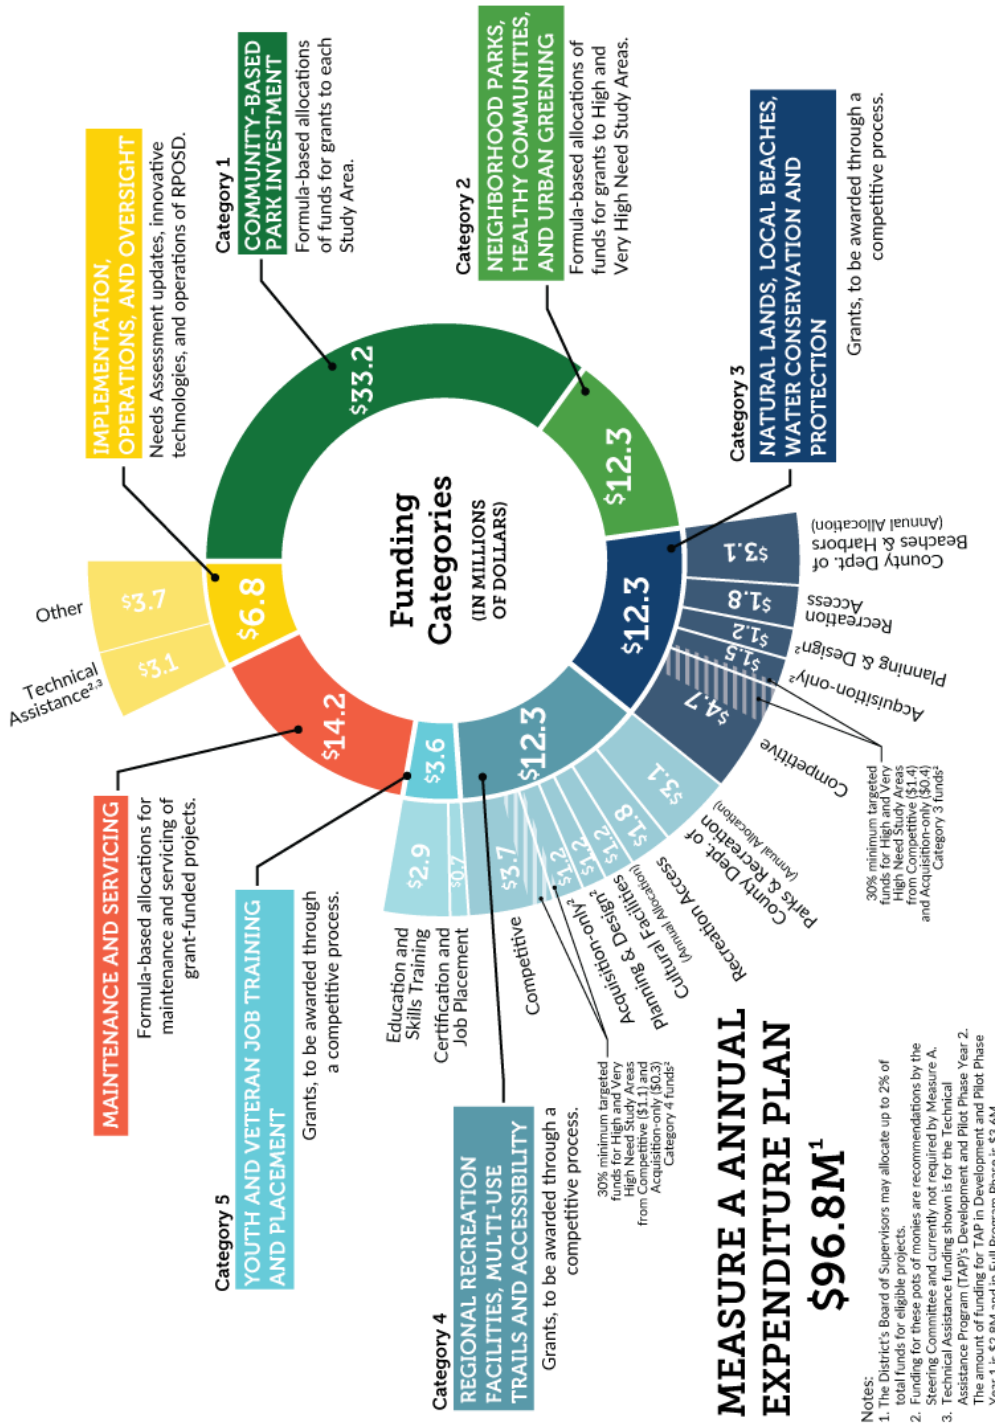 MEASURE A ANNUAL
EXPENDITURE PLAN
$96.8M¹
Funding
Categories
(IN MILLIONS
OF DOLLARS)
IMPLEMENTATION,
OPERATIONS, AND OVERSIGHT
Needs Assessment updates, innovative
technologies, and operations of RPOSD.
$6.8
Other
$3.7
Technical
Assistance²,³
$3.1
Category 1
COMMUNITY-BASED
PARK INVESTMENT
Formula-based allocations
of funds for grants to each
Study Area.
$33.2
Category 2
NEIGHBORHOOD PARKS,
HEALTHY COMMUNITIES,
AND URBAN GREENING
Formula-based allocations of
funds for grants to High and
Very High Need Study Areas.
$12.3
Category 3
NATURAL LANDS, LOCAL BEACHES,
WATER CONSERVATION AND
PROTECTION
Grants, to be awarded through a
competitive process.
$12.3
$3.1
County Dept. of
Beaches & Harbors
(Annual Allocation)
$1.8
Recreation
Access
$1.2
Planning & Design²
$1.5
Acquisition-only²
$4.7
Competitive
30% minimum targeted
funds for High and Very
High Need Study Areas
from Competitive ($1.4)
and Acquisition-only ($0.4)
Category 3 funds²
Category 4
REGIONAL RECREATION
FACILITIES, MULTI-USE
TRAILS AND ACCESSIBILITY
Grants, to be awarded through a
competitive process.
$12.3
$3.1
County Dept. of
Parks & Recreation
(Annual Allocation)
$1.8
Recreation Access
$1.2
Cultural Facilities
(Annual Allocation)
$1.2
Planning & Design²
$1.2
Acquisition-only²
$3.7
Competitive
30% minimum targeted
funds for High and Very
High Need Study Areas
from Competitive ($1.1) and
Acquisition-only ($0.3)
Category 4 funds²
Category 5
YOUTH AND VETERAN JOB TRAINING
AND PLACEMENT
Grants, to be awarded through
a competitive process.
$3.6
$2.9
Education and
Skills Training
$0.7
Certification and
Job Placement
MAINTENANCE AND SERVICING
Formula-based allocations for
maintenance and servicing of
grant-funded projects.
$14.2
Notes:
1. The District's Board of Supervisors may allocate up to 2% of
total funds for eligible projects.
2. Funding for these pots of monies are recommendations by the
Steering Committee and currently not required by Measure A.
3. Technical Assistance funding shown is for the Technical
Assistance Program (TAP)'s Development and Pilot Phase Year 2.
The amount of funding for TAP in Development and Pilot Phase
Year 1 is $2.8M and in Full Program Phase is $3.6M